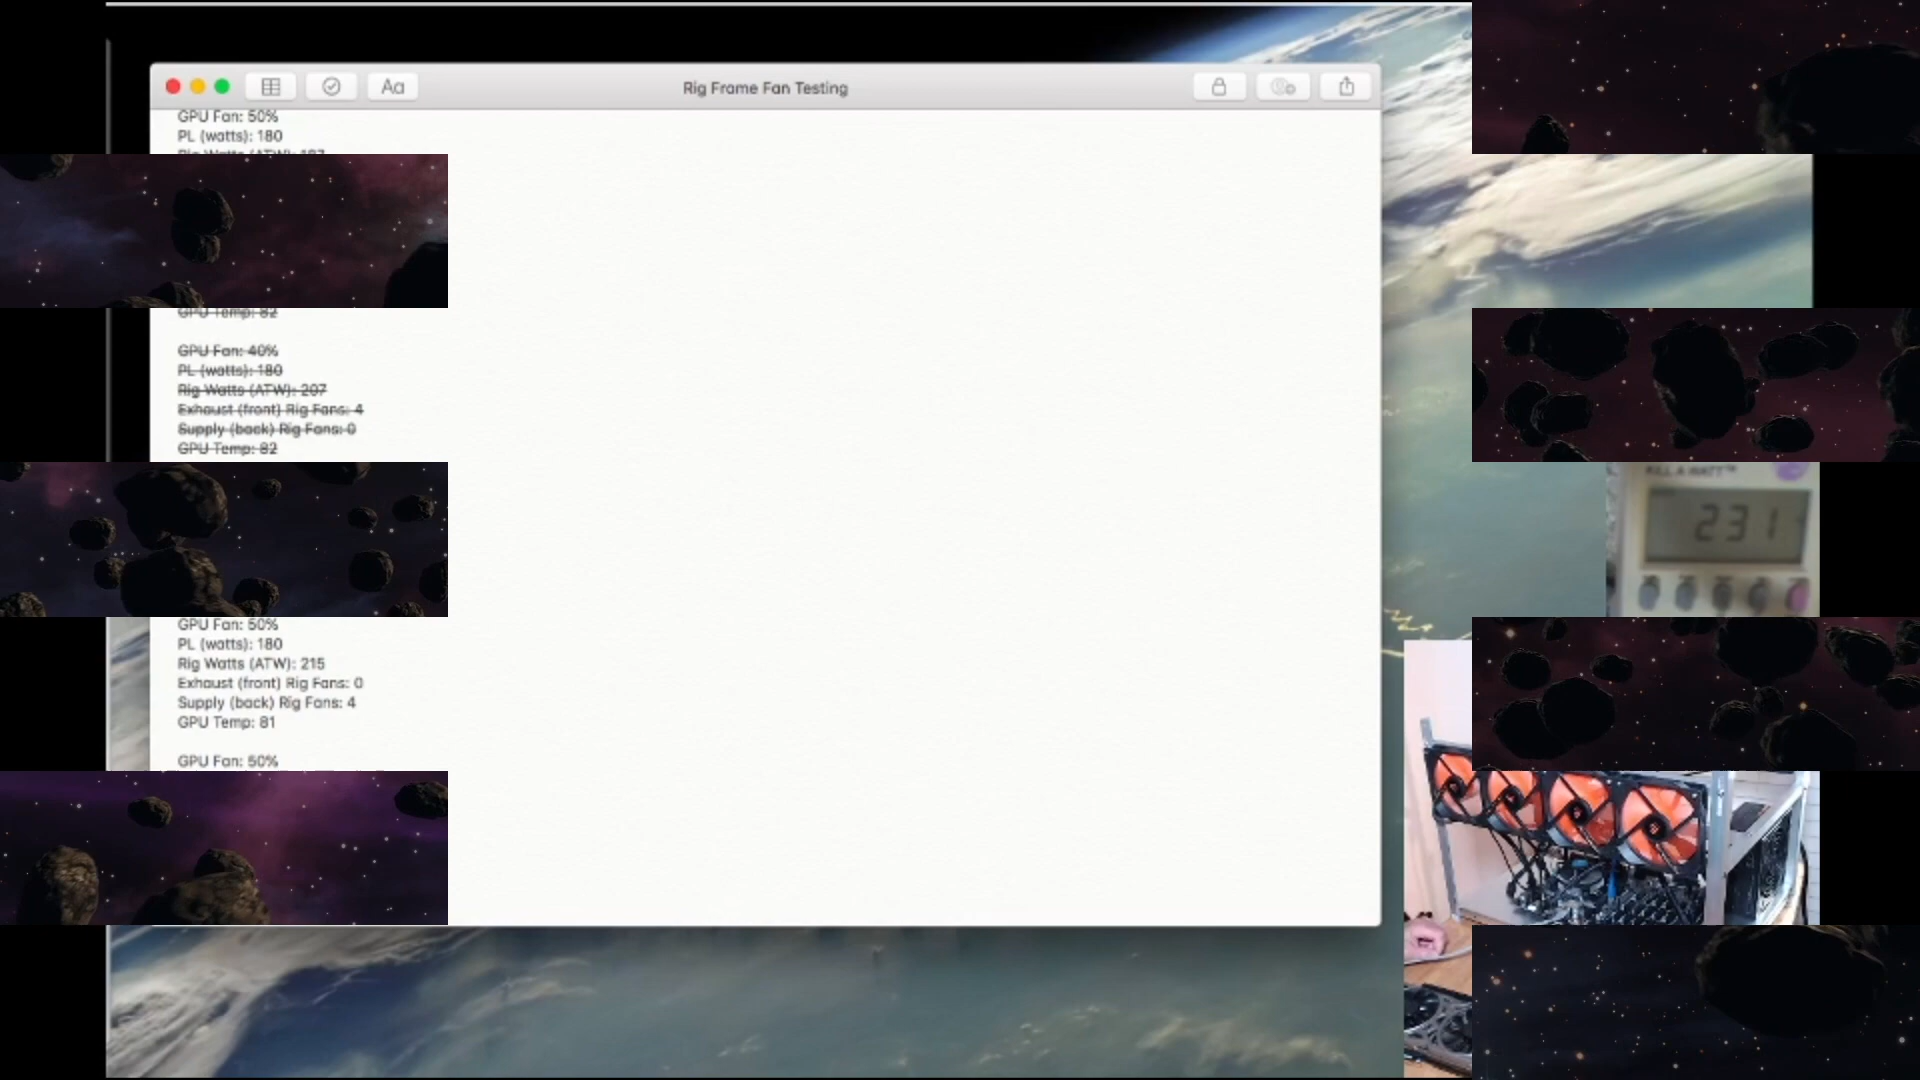 Rig Frame Fan Testing
Aa
GPU Fan: 50%
PL (watts): 180
GPU Temp: 82
GPU Fan: 40%
PL (watts): 180
Rig Watts (ATW): 207
Exhaust (front) Rig Fans: 4
Supply (back) Rig Fans: 0
GPU Temp: 82
KILL A WATT™
231
GPU Fan: 50%
PL (watts): 180
Rig Watts (ATW): 215
Exhaust (front) Rig Fans: 0
Supply (back) Rig Fans: 4
GPU Temp: 81
GPU Fan: 50%